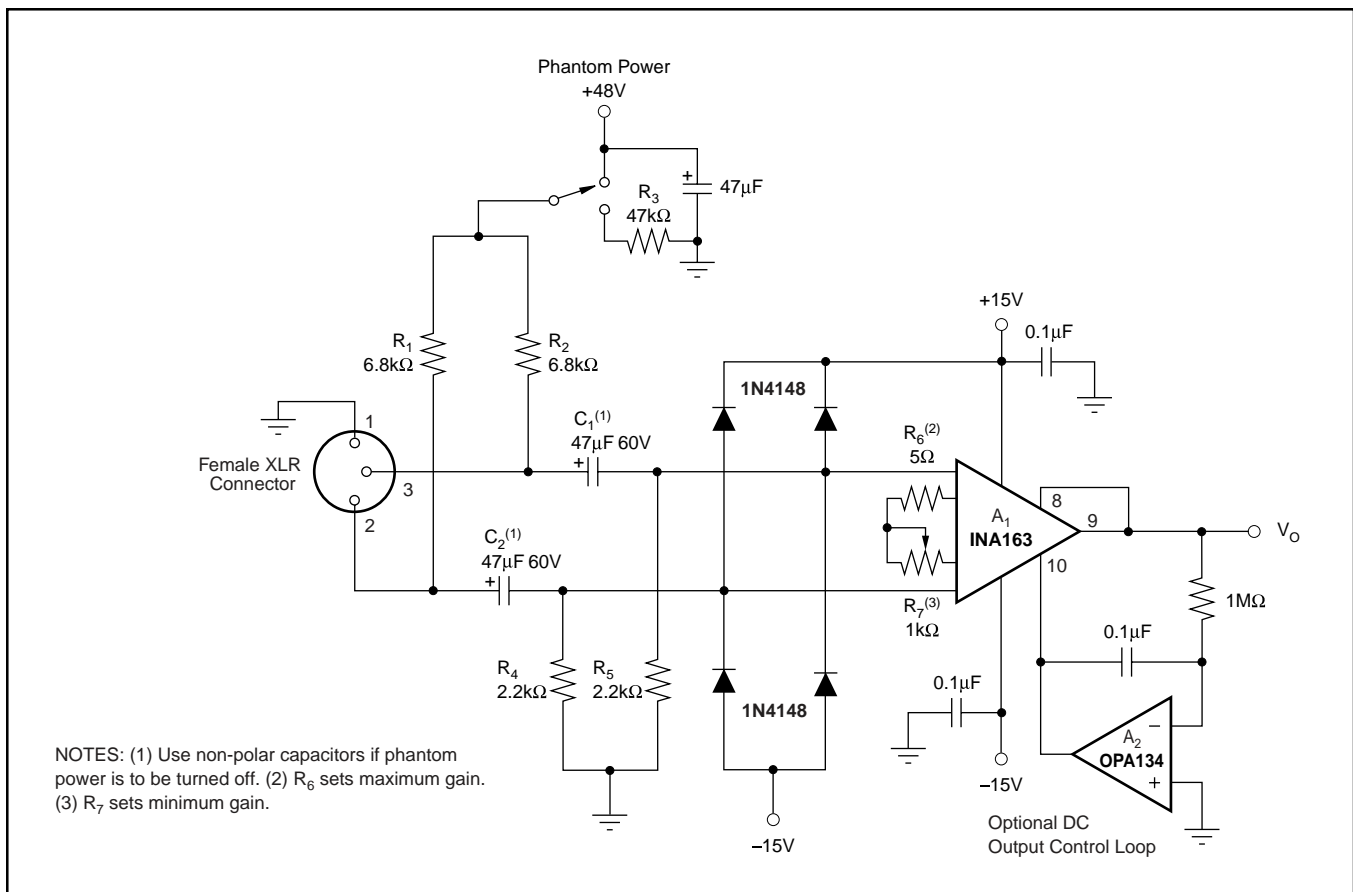 Phantom Power
+48V
+
47µF
R3
47kΩ
+15V
0.1µF
R1
6.8kΩ
R2
6.8kΩ
1N4148
1
C1(1)
47µF 60V
+
R6(2)
5Ω
Female XLR
Connector
3
2
8
A1
INA163
9
VO
10
C2(1)
47µF 60V
+
R7(3)
1kΩ
1MΩ
0.1µF
R4
2.2kΩ
R5
2.2kΩ
1N4148
0.1µF
–
A2
OPA134
+
NOTES: (1) Use non-polar capacitors if phantom
power is to be turned off. (2) R6 sets maximum gain.
(3) R7 sets minimum gain.
–15V
–15V
Optional DC
Output Control Loop